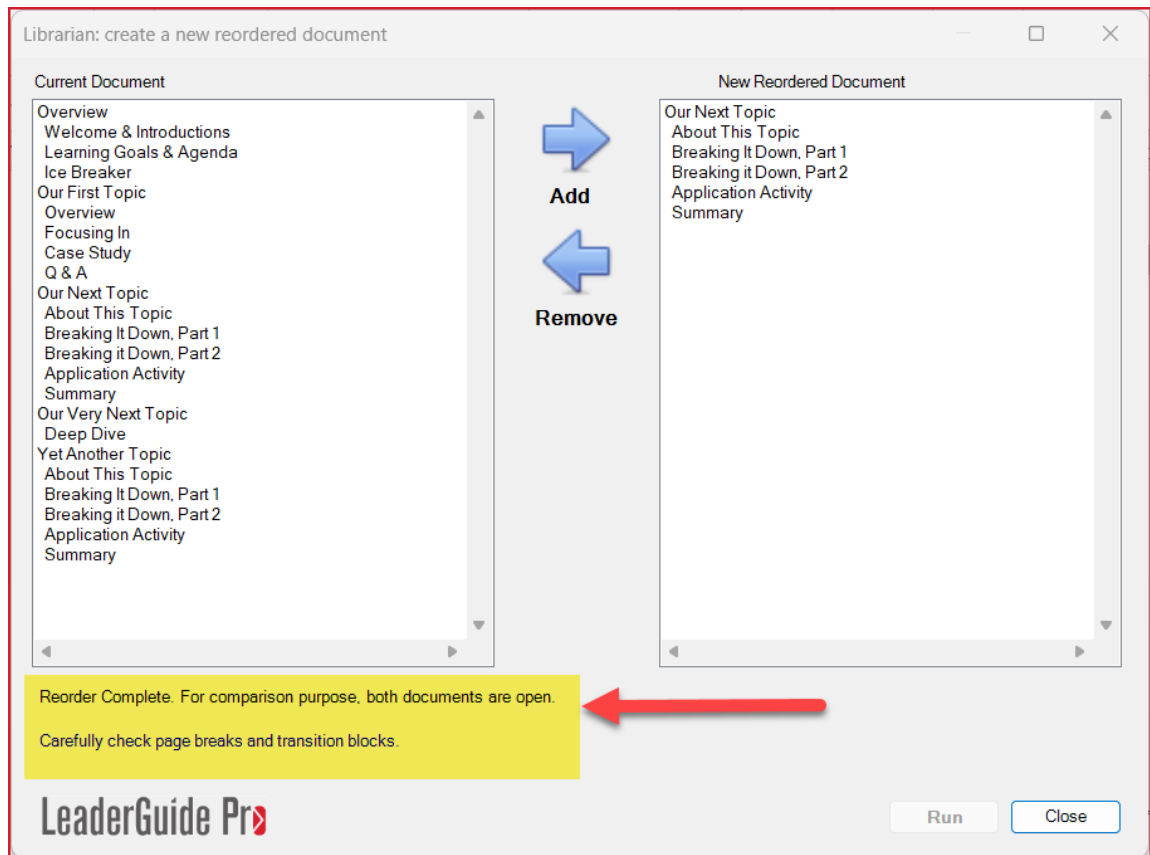 Librarian: create a new reordered document
Current Document
Overview
Welcome & Introductions
Learning Goals & Agenda
Ice Breaker
Our First Topic
Overview
Focusing In
Case Study
Q & A
Our Next Topic
About This Topic
Breaking It Down, Part 1
Breaking it Down, Part 2
Application Activity
Summary
Our Very Next Topic
Deep Dive
Yet Another Topic
About This Topic
Breaking It Down, Part 1
Breaking it Down, Part 2
Application Activity
Summary
Add
Remove
New Reordered Document
Our Next Topic
About This Topic
Breaking It Down, Part 1
Breaking it Down, Part 2
Application Activity
Summary
Reorder Complete. For comparison purpose, both documents are open.
Carefully check page breaks and transition blocks.
LeaderGuide Pro
Run
Close